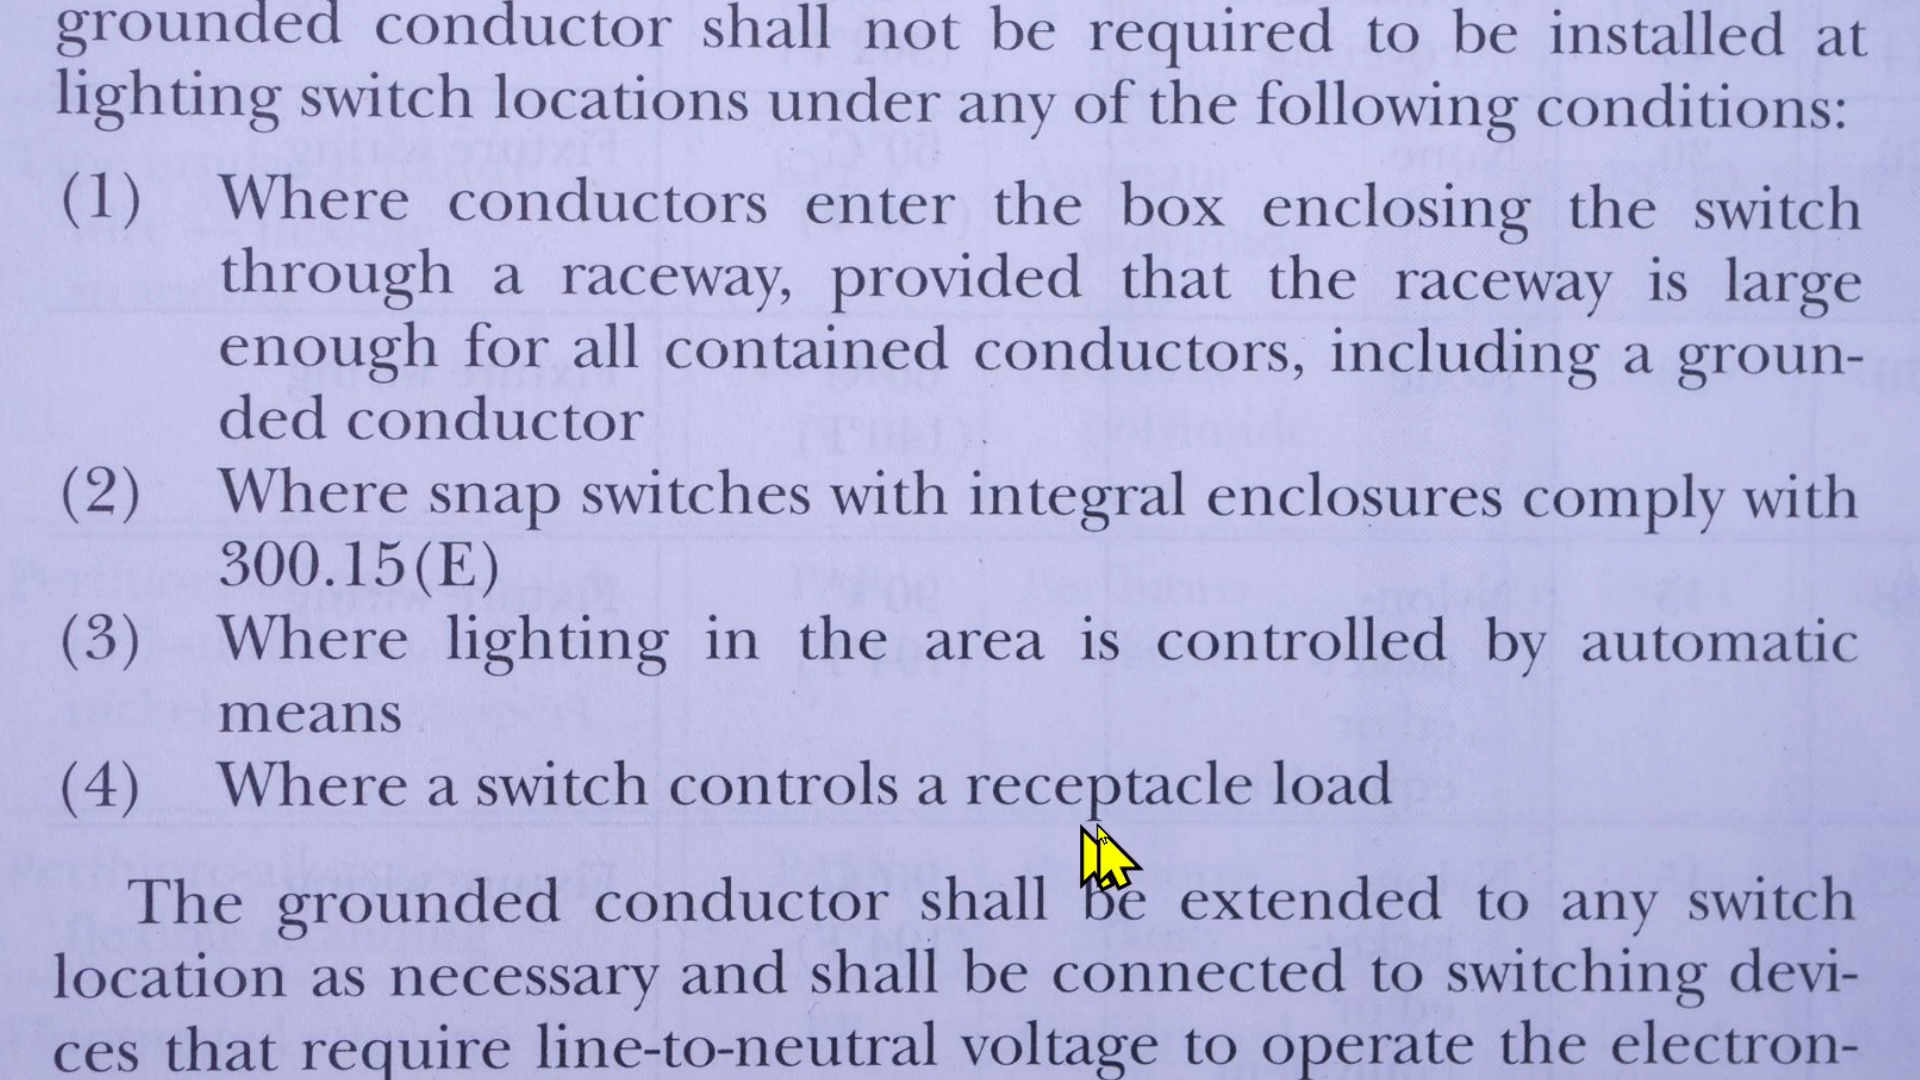 grounded conductor shall not be required to be installed at
lighting switch locations under any of the following conditions:
(1) Where conductors enter the box enclosing the switch
through a raceway, provided that the raceway is large
enough for all contained conductors, including a groun-
ded conductor
(2) Where snap switches with integral enclosures comply with
300.15(E)
(3) Where lighting in the area is controlled by automatic
means
(4) Where a switch controls a receptacle load
The grounded conductor shall be extended to any switch
location as necessary and shall be connected to switching devi-
ces that require line-to-neutral voltage to operate the electron-